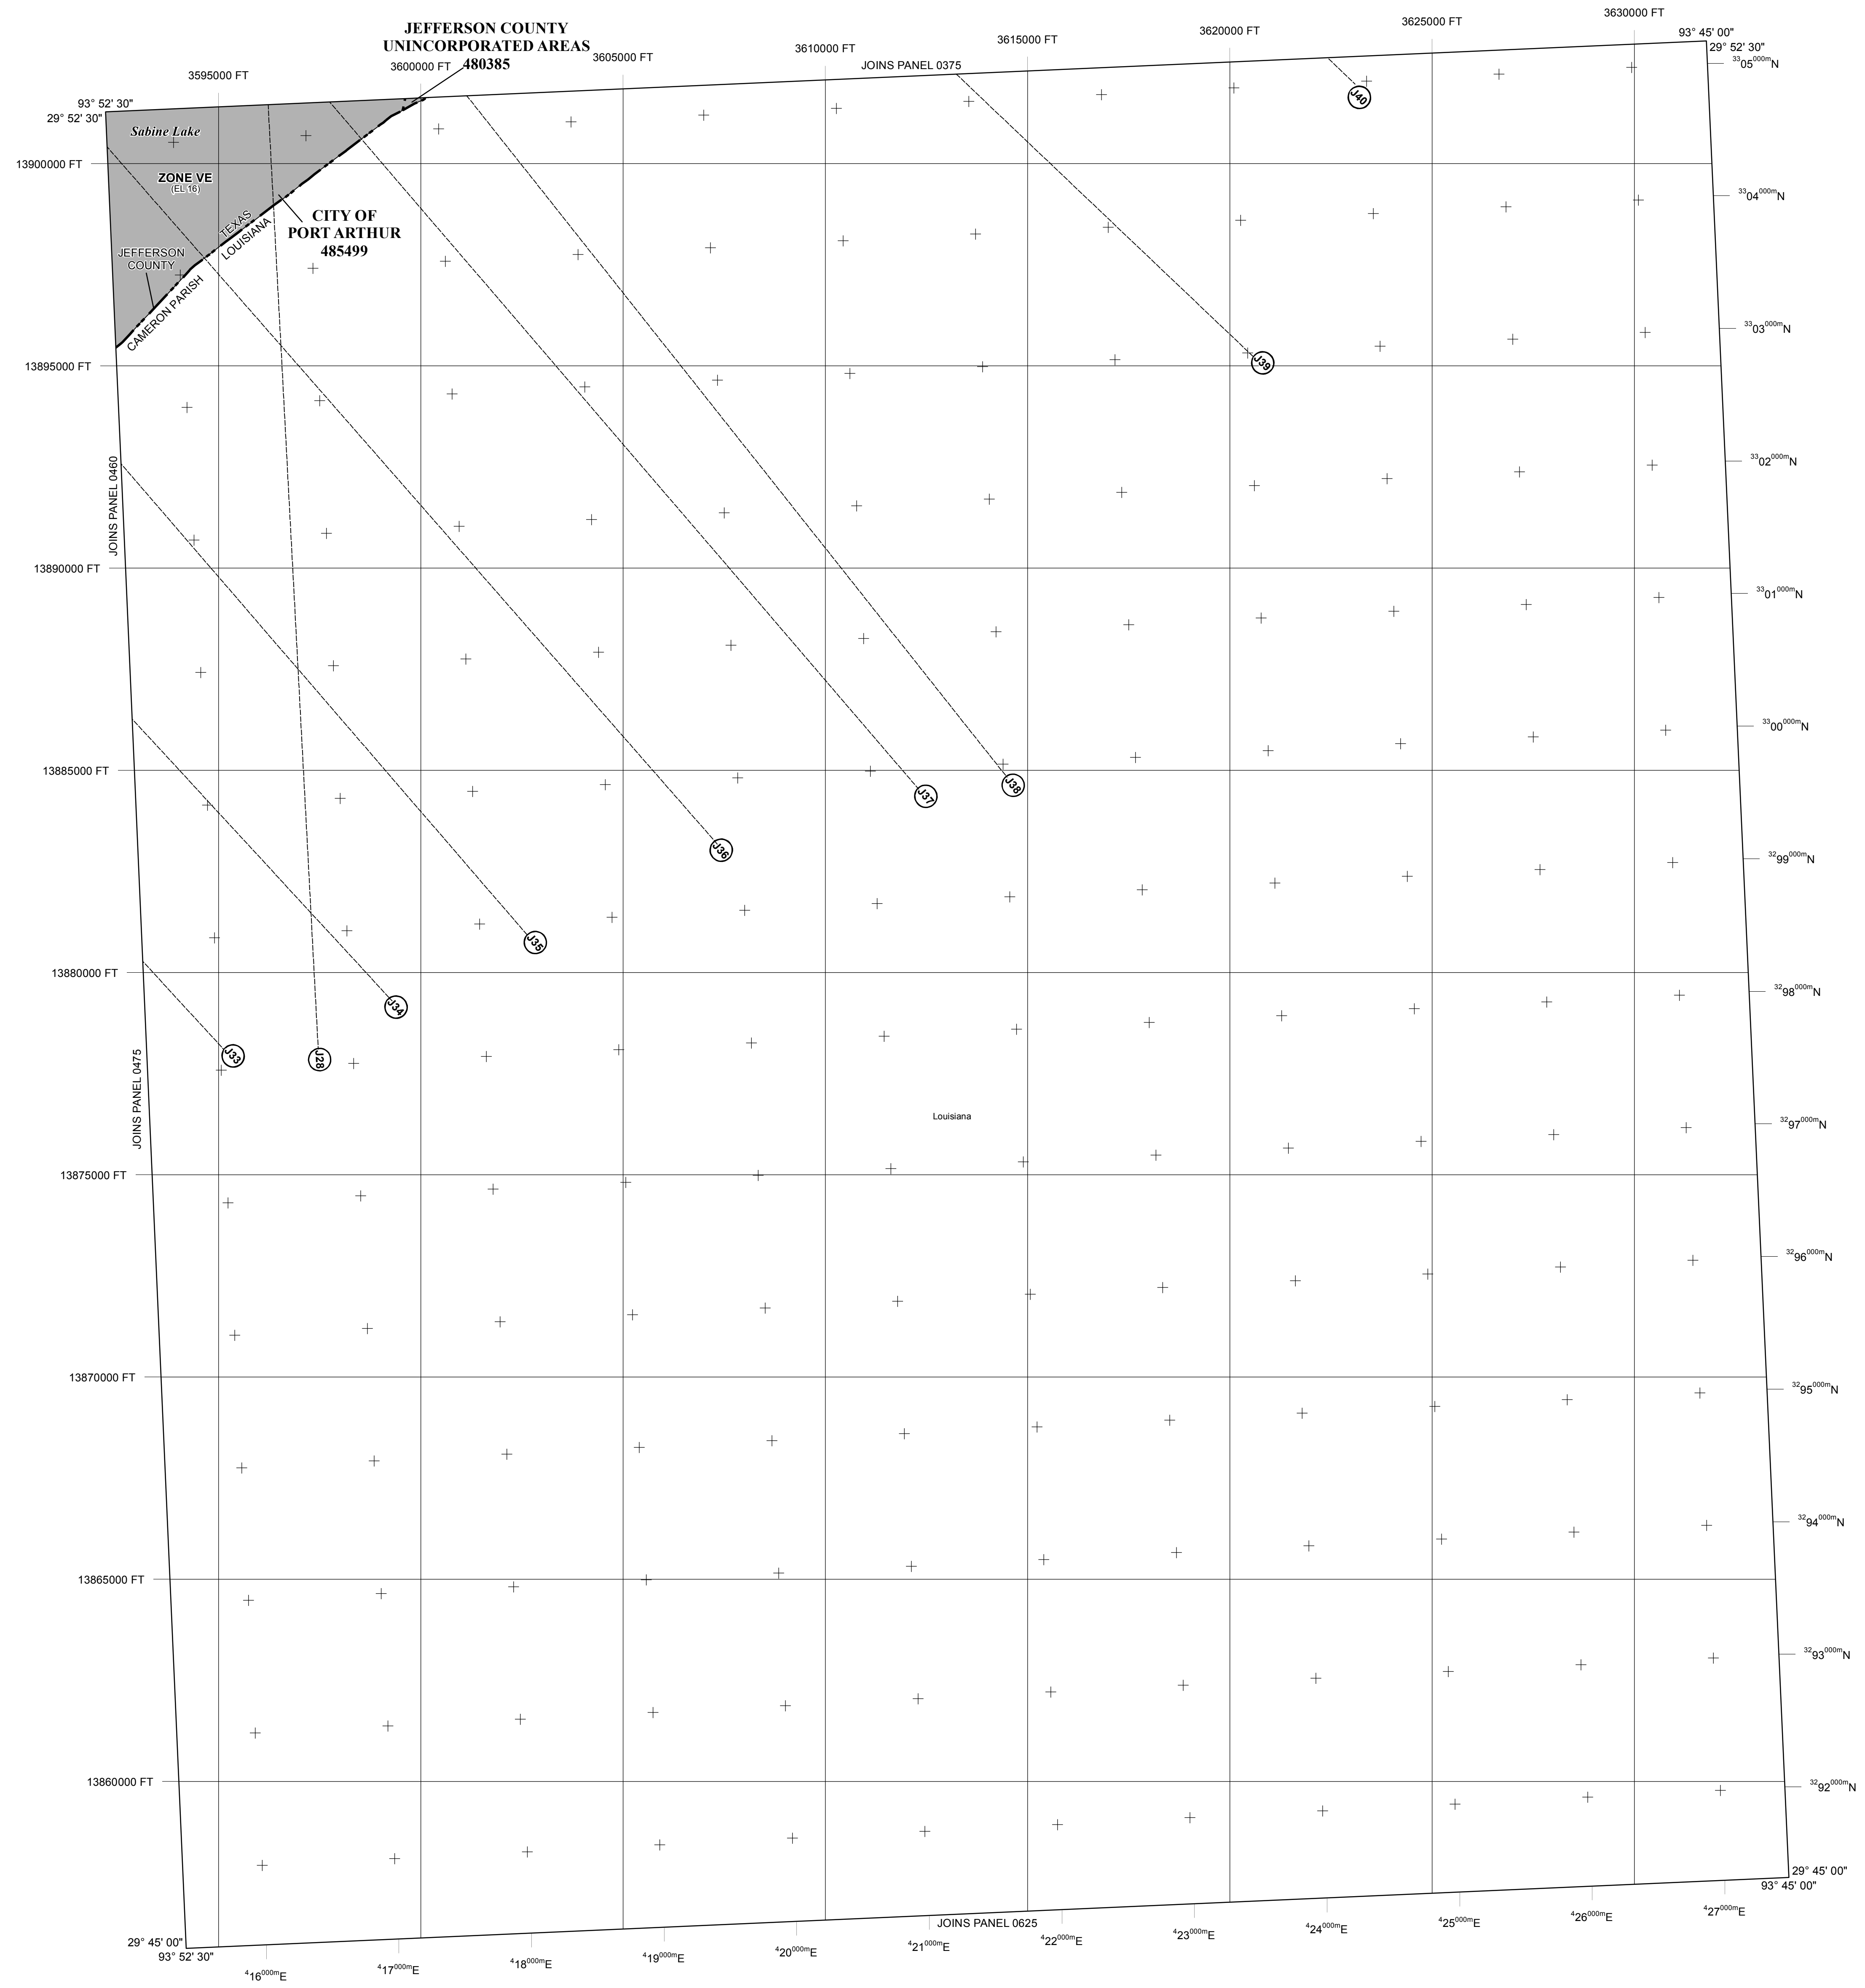 JEFFERSON COUNTY
UNINCORPORATED AREAS
480385
3595000 FT
3600000 FT
3605000 FT
3610000 FT
3615000 FT
3620000 FT
3625000 FT
3630000 FT
JOINS PANEL 0375
93° 45' 00"
29° 52' 30"
93° 52' 30"
29° 52' 30"
3305000mN
Sabine Lake
J40
13900000 FT
ZONE VE
(EL 16)
3304000mN
TEXAS
LOUISIANA
CITY OF
PORT ARTHUR
485499
JEFFERSON
COUNTY
CAMERON PARISH
3303000mN
13895000 FT
J39
JOINS PANEL 0460
3302000mN
13890000 FT
3301000mN
3300000mN
13885000 FT
J38
J37
J36
3299000mN
J35
13880000 FT
3298000mN
J34
J33
J28
JOINS PANEL 0475
Louisiana
3297000mN
13875000 FT
3296000mN
13870000 FT
3295000mN
3294000mN
13865000 FT
3293000mN
13860000 FT
3292000mN
29° 45' 00"
93° 45' 00"
JOINS PANEL 0625
29° 45' 00"
93° 52' 30"
416000mE
417000mE
418000mE
419000mE
420000mE
421000mE
422000mE
423000mE
424000mE
425000mE
426000mE
427000mE